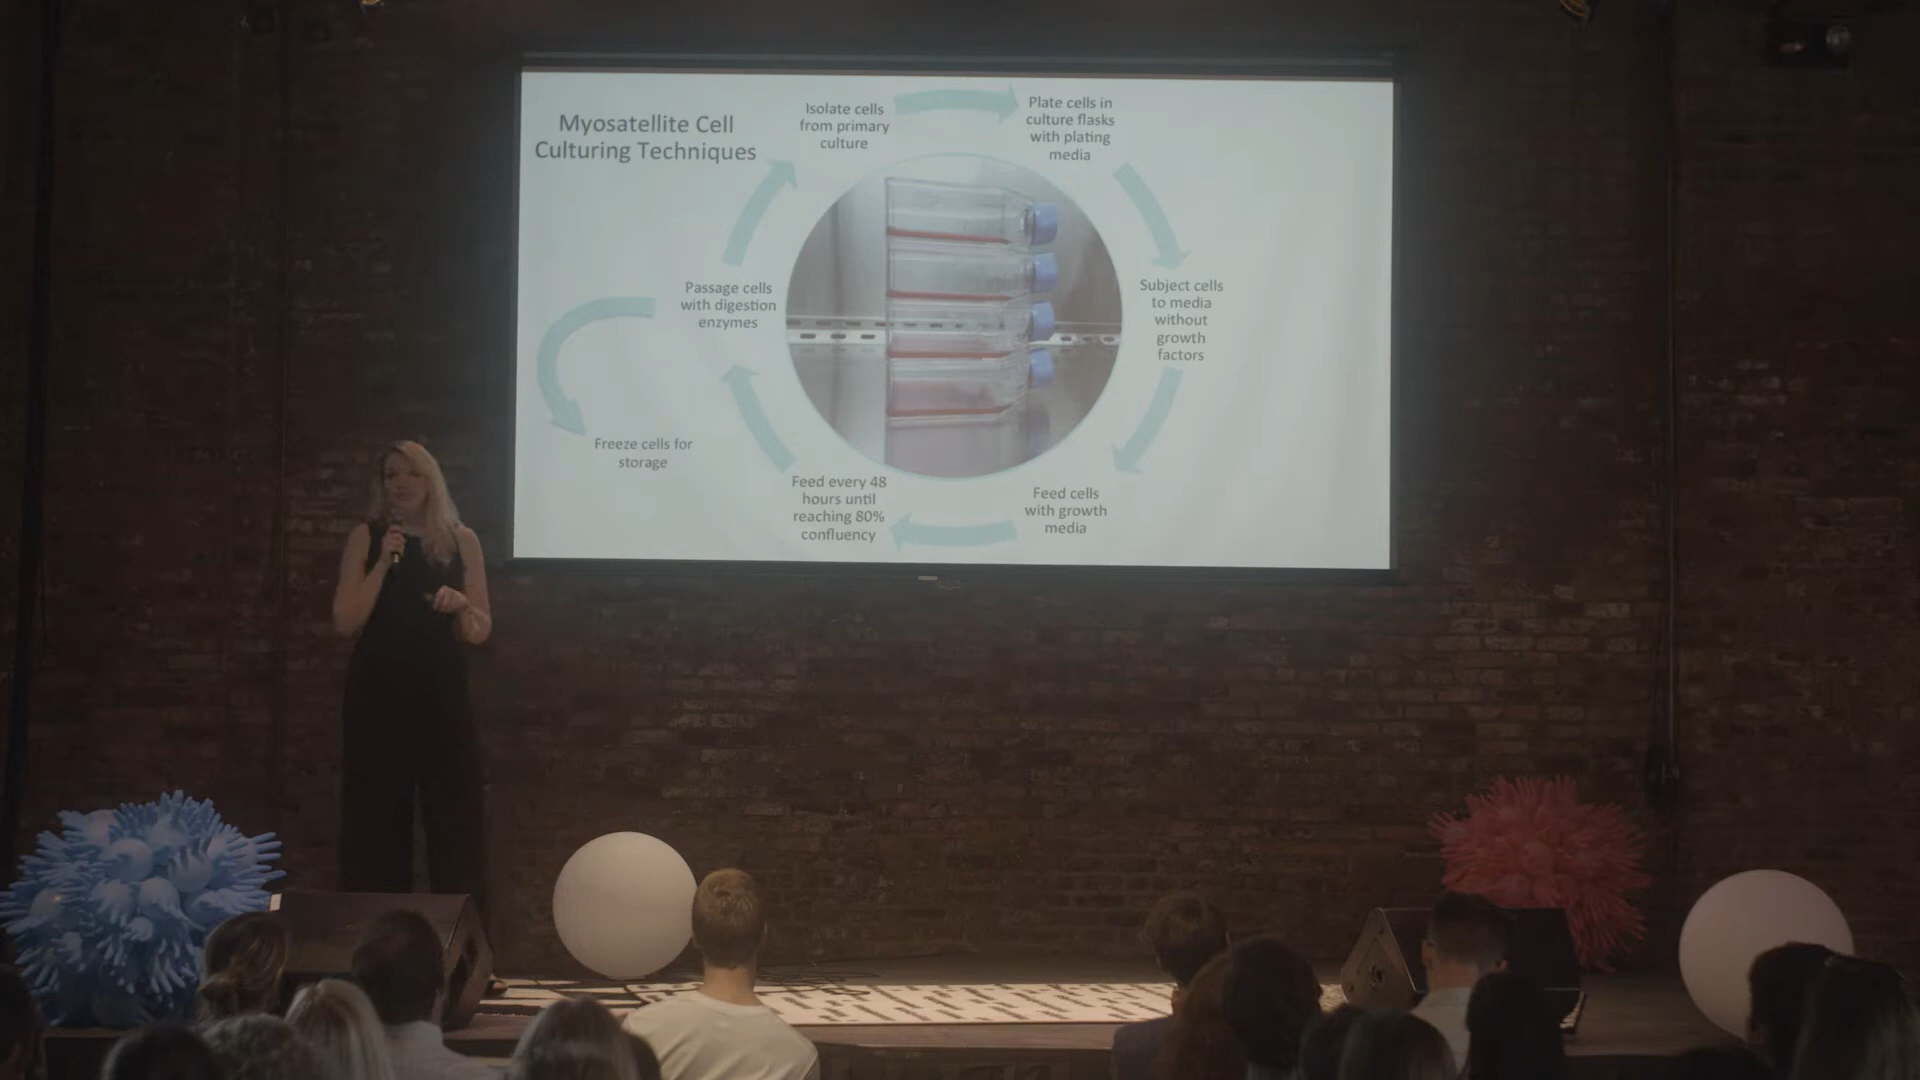 Myosatellite Cell
Culturing Techniques
Isolate cells
from primary
culture
Plate cells in
culture flasks
with plating
media
Subject cells
to media
without
growth
factors
Feed cells
with growth
media
Feed every 48
hours until
reaching 80%
confluency
Passage cells
with digestion
enzymes
Freeze cells for
storage